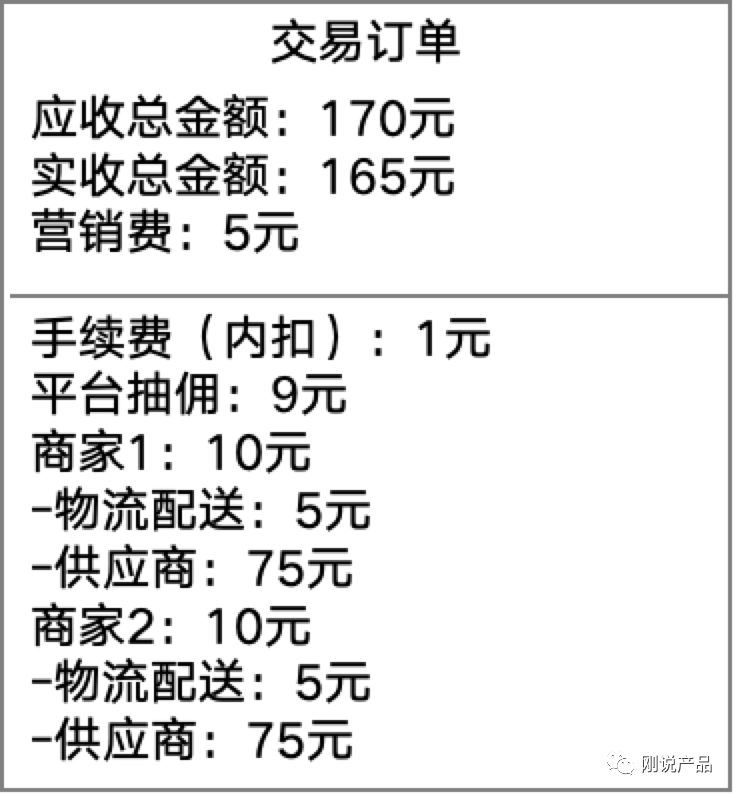 交易订单
应收总金额：170元
实收总金额：165元
营销费：5元
手续费（内扣）：1元
平台抽佣：9元
商家1：10元
-物流配送：5元
-供应商：75元
商家2：10元
-物流配送：5元
-供应商：75元
刚说产品